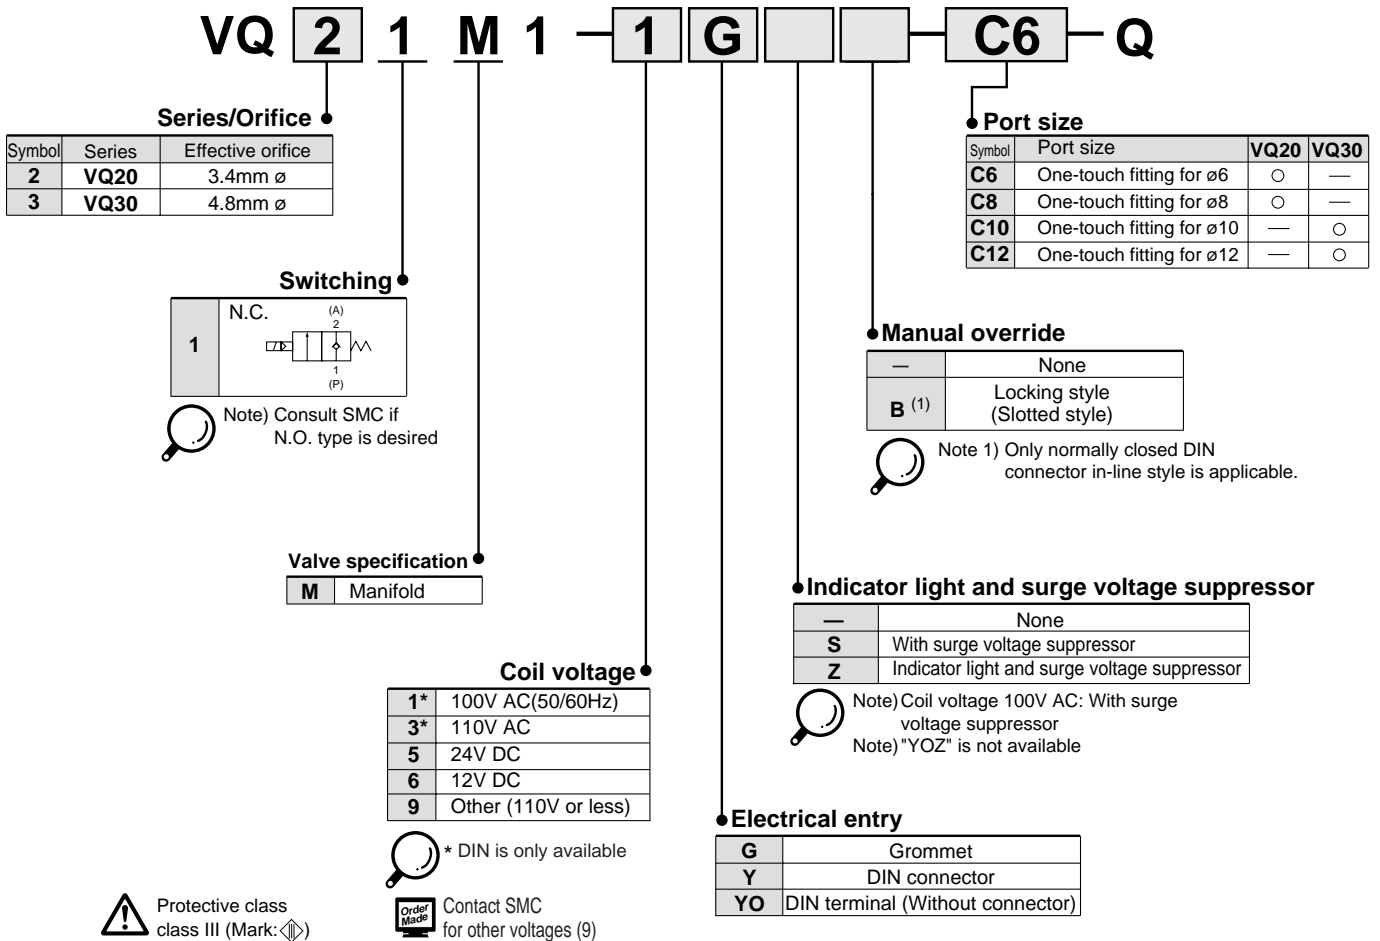 VQ 2 1 M 1 — 1 G — C6 — Q
Series/Orifice
Symbol Series Effective orifice
2 VQ20 3.4mm ø
3 VQ30 4.8mm ø
Port size
Symbol Port size VQ20 VQ30
C6 One-touch fitting for ø6 ○ —
C8 One-touch fitting for ø8 ○ —
C10 One-touch fitting for ø10 — ○
C12 One-touch fitting for ø12 — ○
Switching
1 N.C.
(A)
2
1
(P)
Note) Consult SMC if
N.O. type is desired
Manual override
— None
B (1) Locking style
(Slotted style)
Note 1) Only normally closed DIN
connector in-line style is applicable.
Valve specification
M Manifold
Indicator light and surge voltage suppressor
— None
S With surge voltage suppressor
Z Indicator light and surge voltage suppressor
Note) Coil voltage 100V AC: With surge
voltage suppressor
Note) "YOZ" is not available
Coil voltage
1* 100V AC(50/60Hz)
3* 110V AC
5 24V DC
6 12V DC
9 Other (110V or less)
* DIN is only available
Electrical entry
G Grommet
Y DIN connector
YO DIN terminal (Without connector)
Protective class
class III (Mark: )
Order
Made
Contact SMC
for other voltages (9)